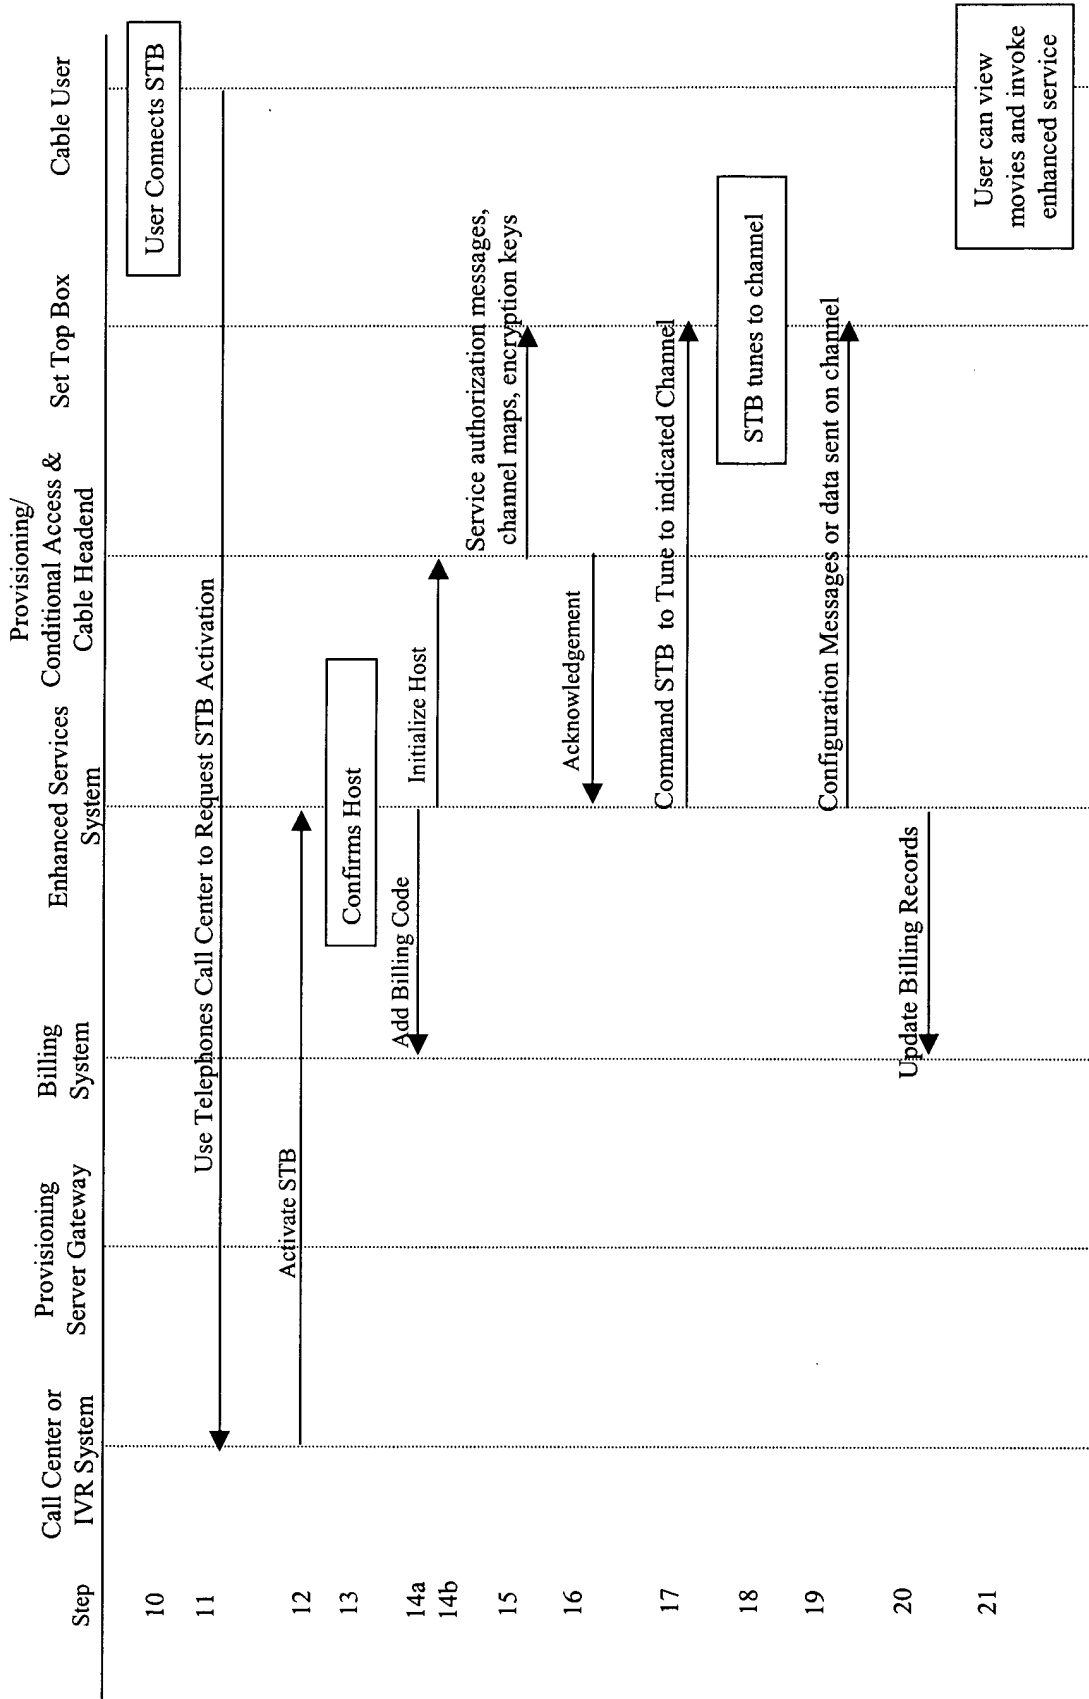 Step
Call Center or
IVR System
Provisioning
Server Gateway
Billing
System
Enhanced Services
System
Provisioning/
Conditional Access &
Cable Headend
Set Top Box
Cable User
10
User Connects STB
11
Use Telephones Call Center to Request STB Activation
12
Activate STB
13
Confirms Host
14a
Add Billing Code
14b
Initialize Host
15
Service authorization messages,
channel maps, encryption keys
16
Acknowledgement
17
Command STB to Tune to indicated Channel
18
STB tunes to channel
19
Configuration Messages or data sent on channel
20
Update Billing Records
21
User can view
movies and invoke
enhanced service